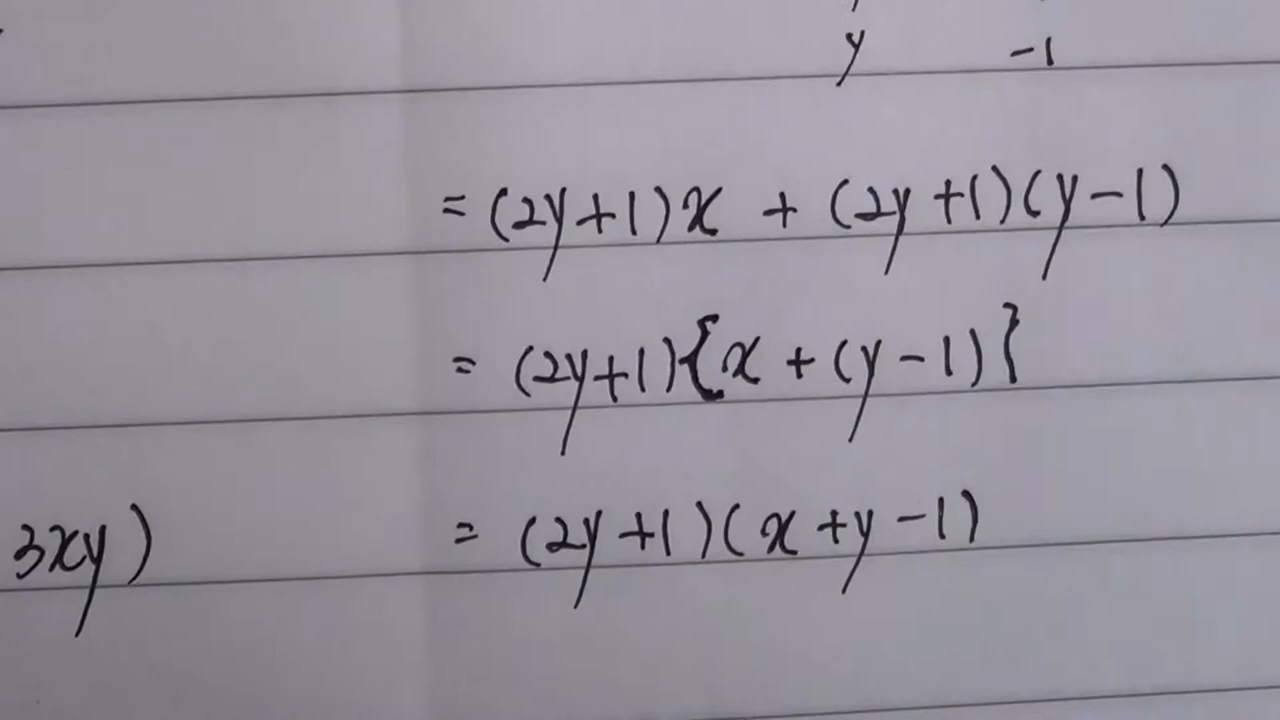 y -1
= (2y+1)x + (2y+1)(y-1)
= (2y+1){x + (y-1)}
3xy) = (2y+1)(x+y-1)